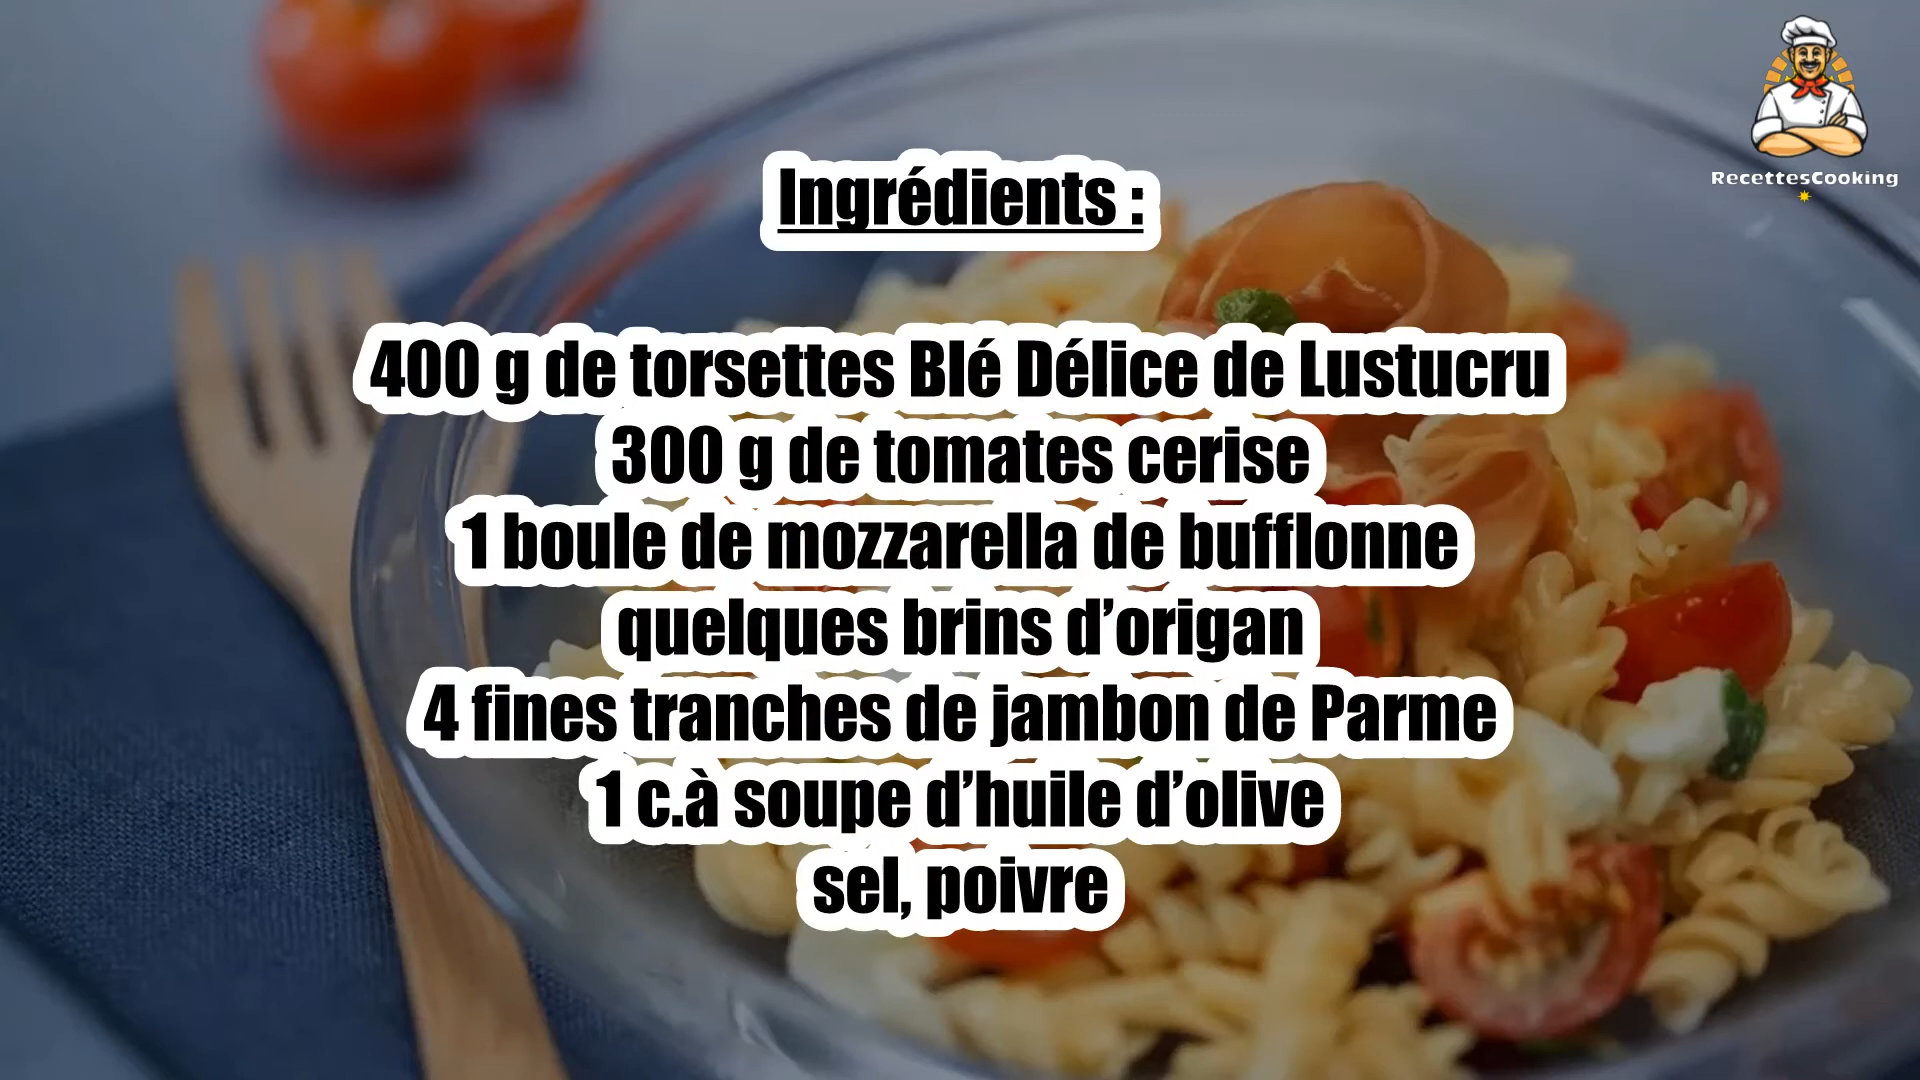 RecettesCooking
Ingrédients :
400 g de torsettes Blé Délice de Lustucru
300 g de tomates cerise
1 boule de mozzarella de bufflonne
quelques brins d’origan
4 fines tranches de jambon de Parme
1 c.à soupe d’huile d’olive
sel, poivre